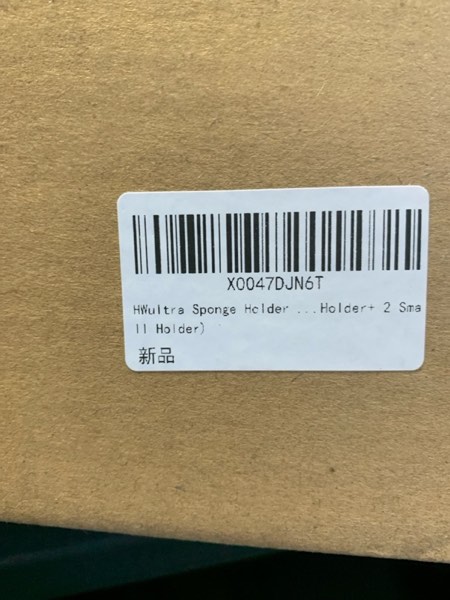 X0047DJN6T
HWultra Sponge Holder ...Holder+ 2 Sma
ll Holder)
新品